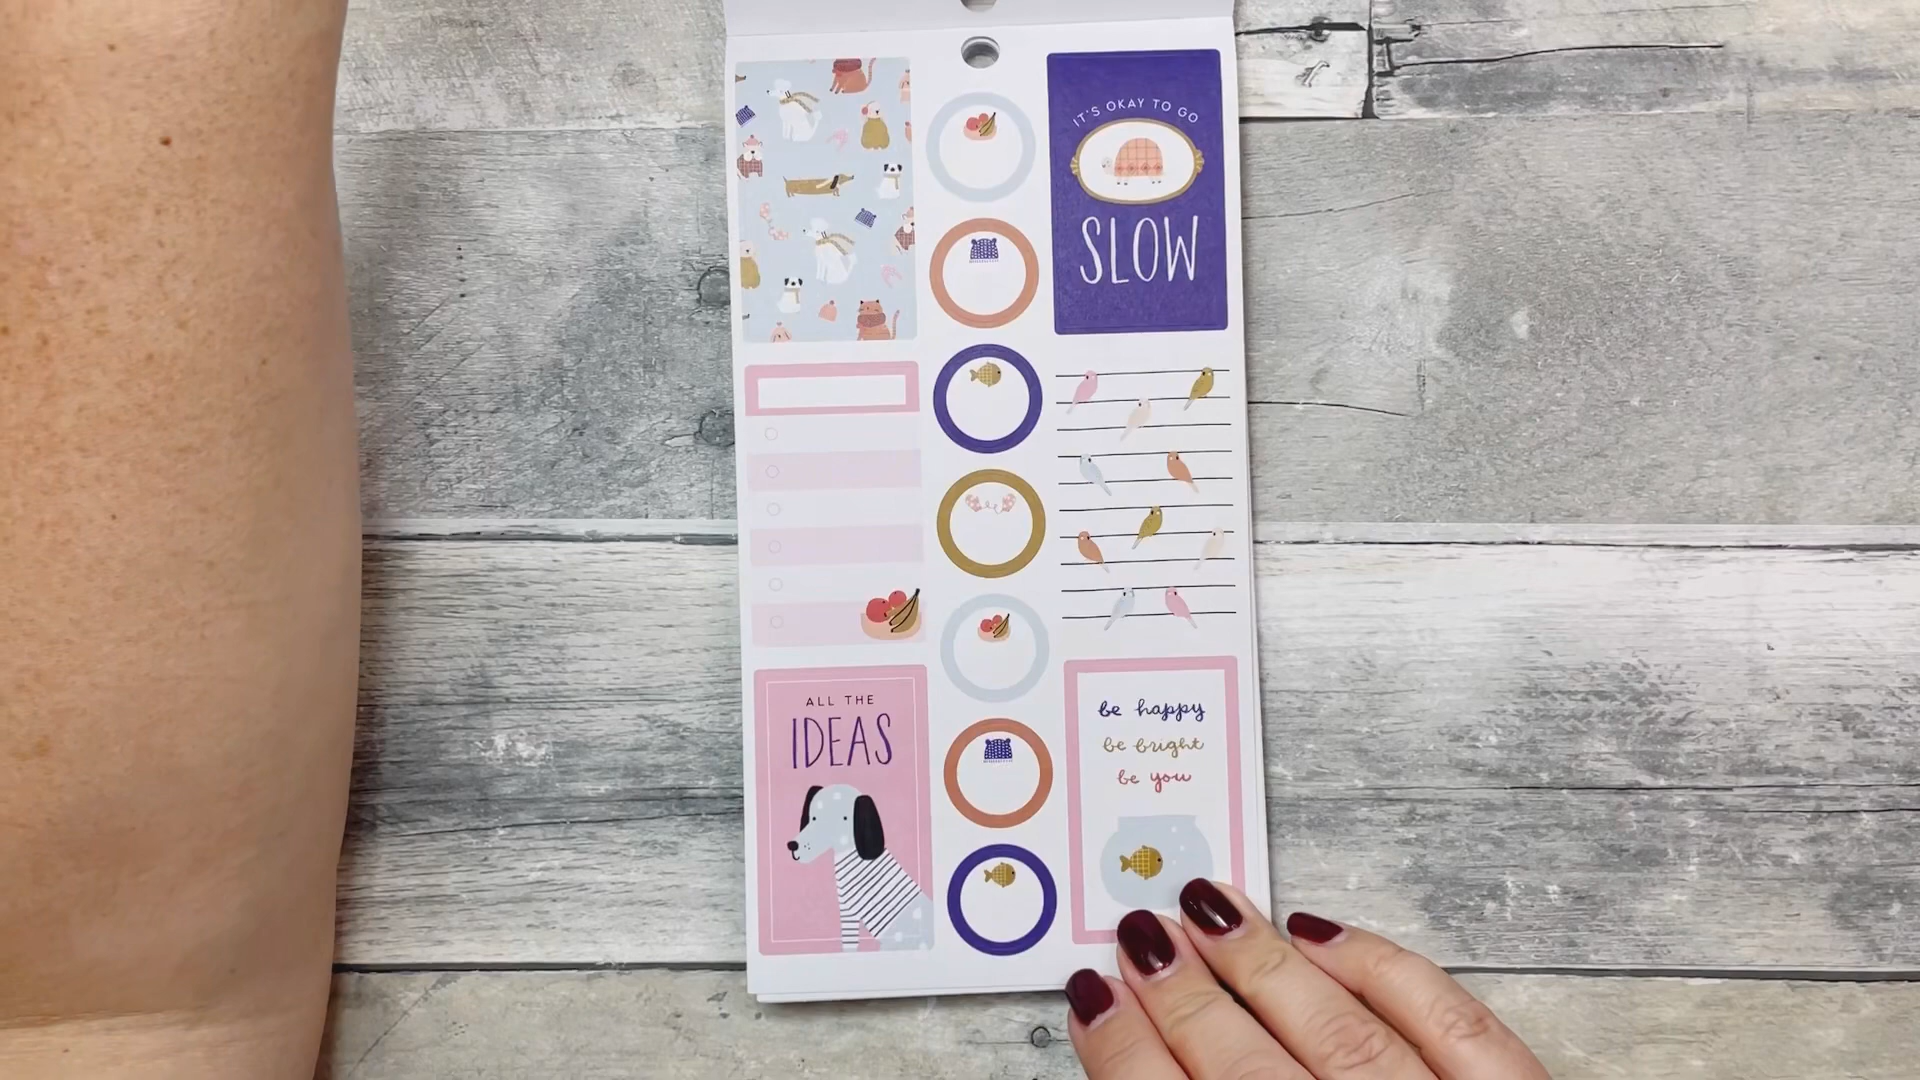 IT'S OKAY TO GO
SLOW
ALL THE
IDEAS
be happy
be bright
be you